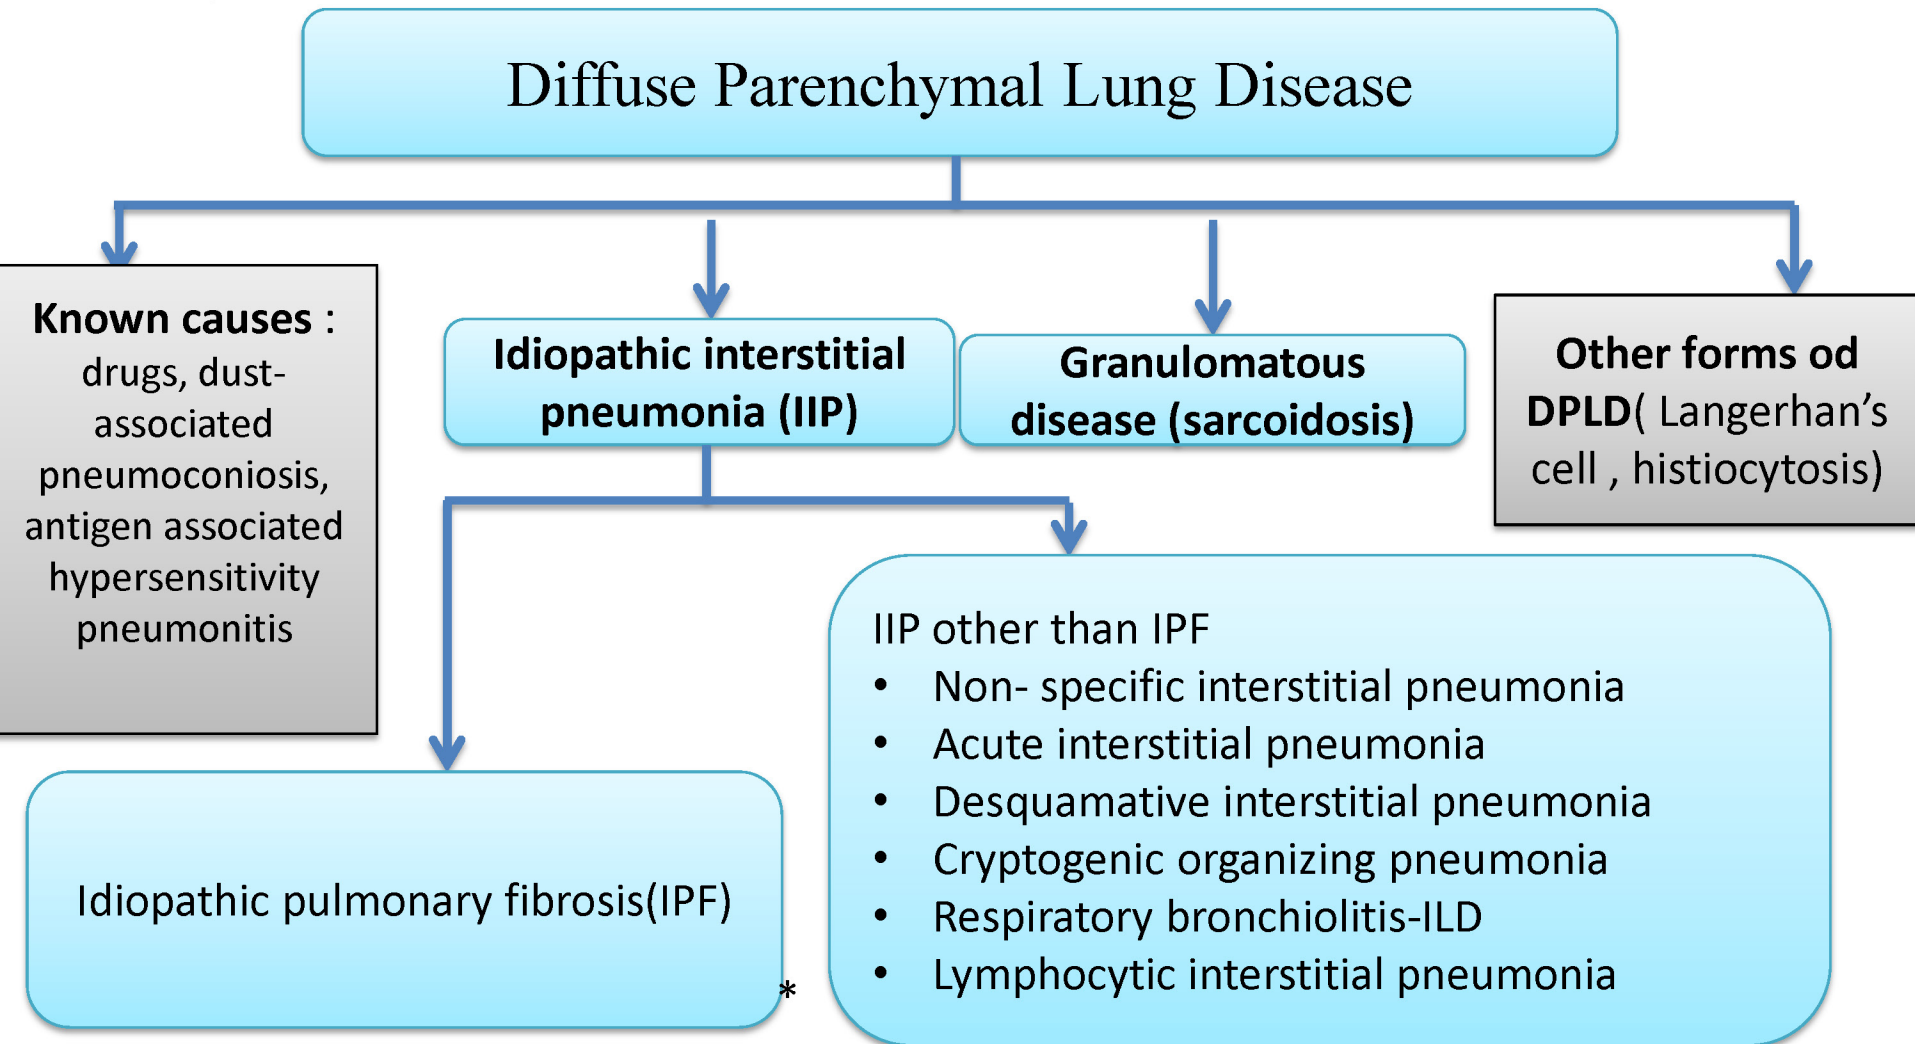 Diffuse Parenchymal Lung Disease
Known causes :
drugs, dust-
associated
pneumoconiosis,
antigen associated
hypersensitivity
pneumonitis
Idiopathic interstitial
pneumonia (IIP)
Granulomatous
disease (sarcoidosis)
Other forms od
DPLD( Langerhan’s
cell , histiocytosis)
Idiopathic pulmonary fibrosis(IPF)
*
IIP other than IPF
• Non- specific interstitial pneumonia
• Acute interstitial pneumonia
• Desquamative interstitial pneumonia
• Cryptogenic organizing pneumonia
• Respiratory bronchiolitis-ILD
• Lymphocytic interstitial pneumonia